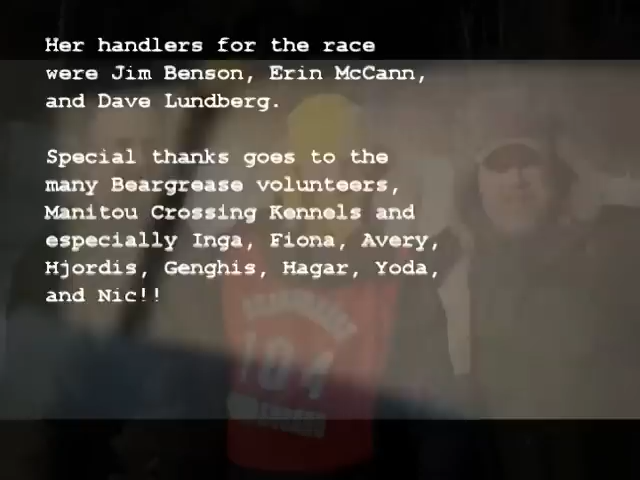 Her handlers for the race
were Jim Benson, Erin McCann,
and Dave Lundberg.
Special thanks goes to the
many Beargrease volunteers,
Manitou Crossing Kennels and
especially Inga, Fiona, Avery,
Hjordis, Genghis, Hagar, Yoda,
and Nic!!
104